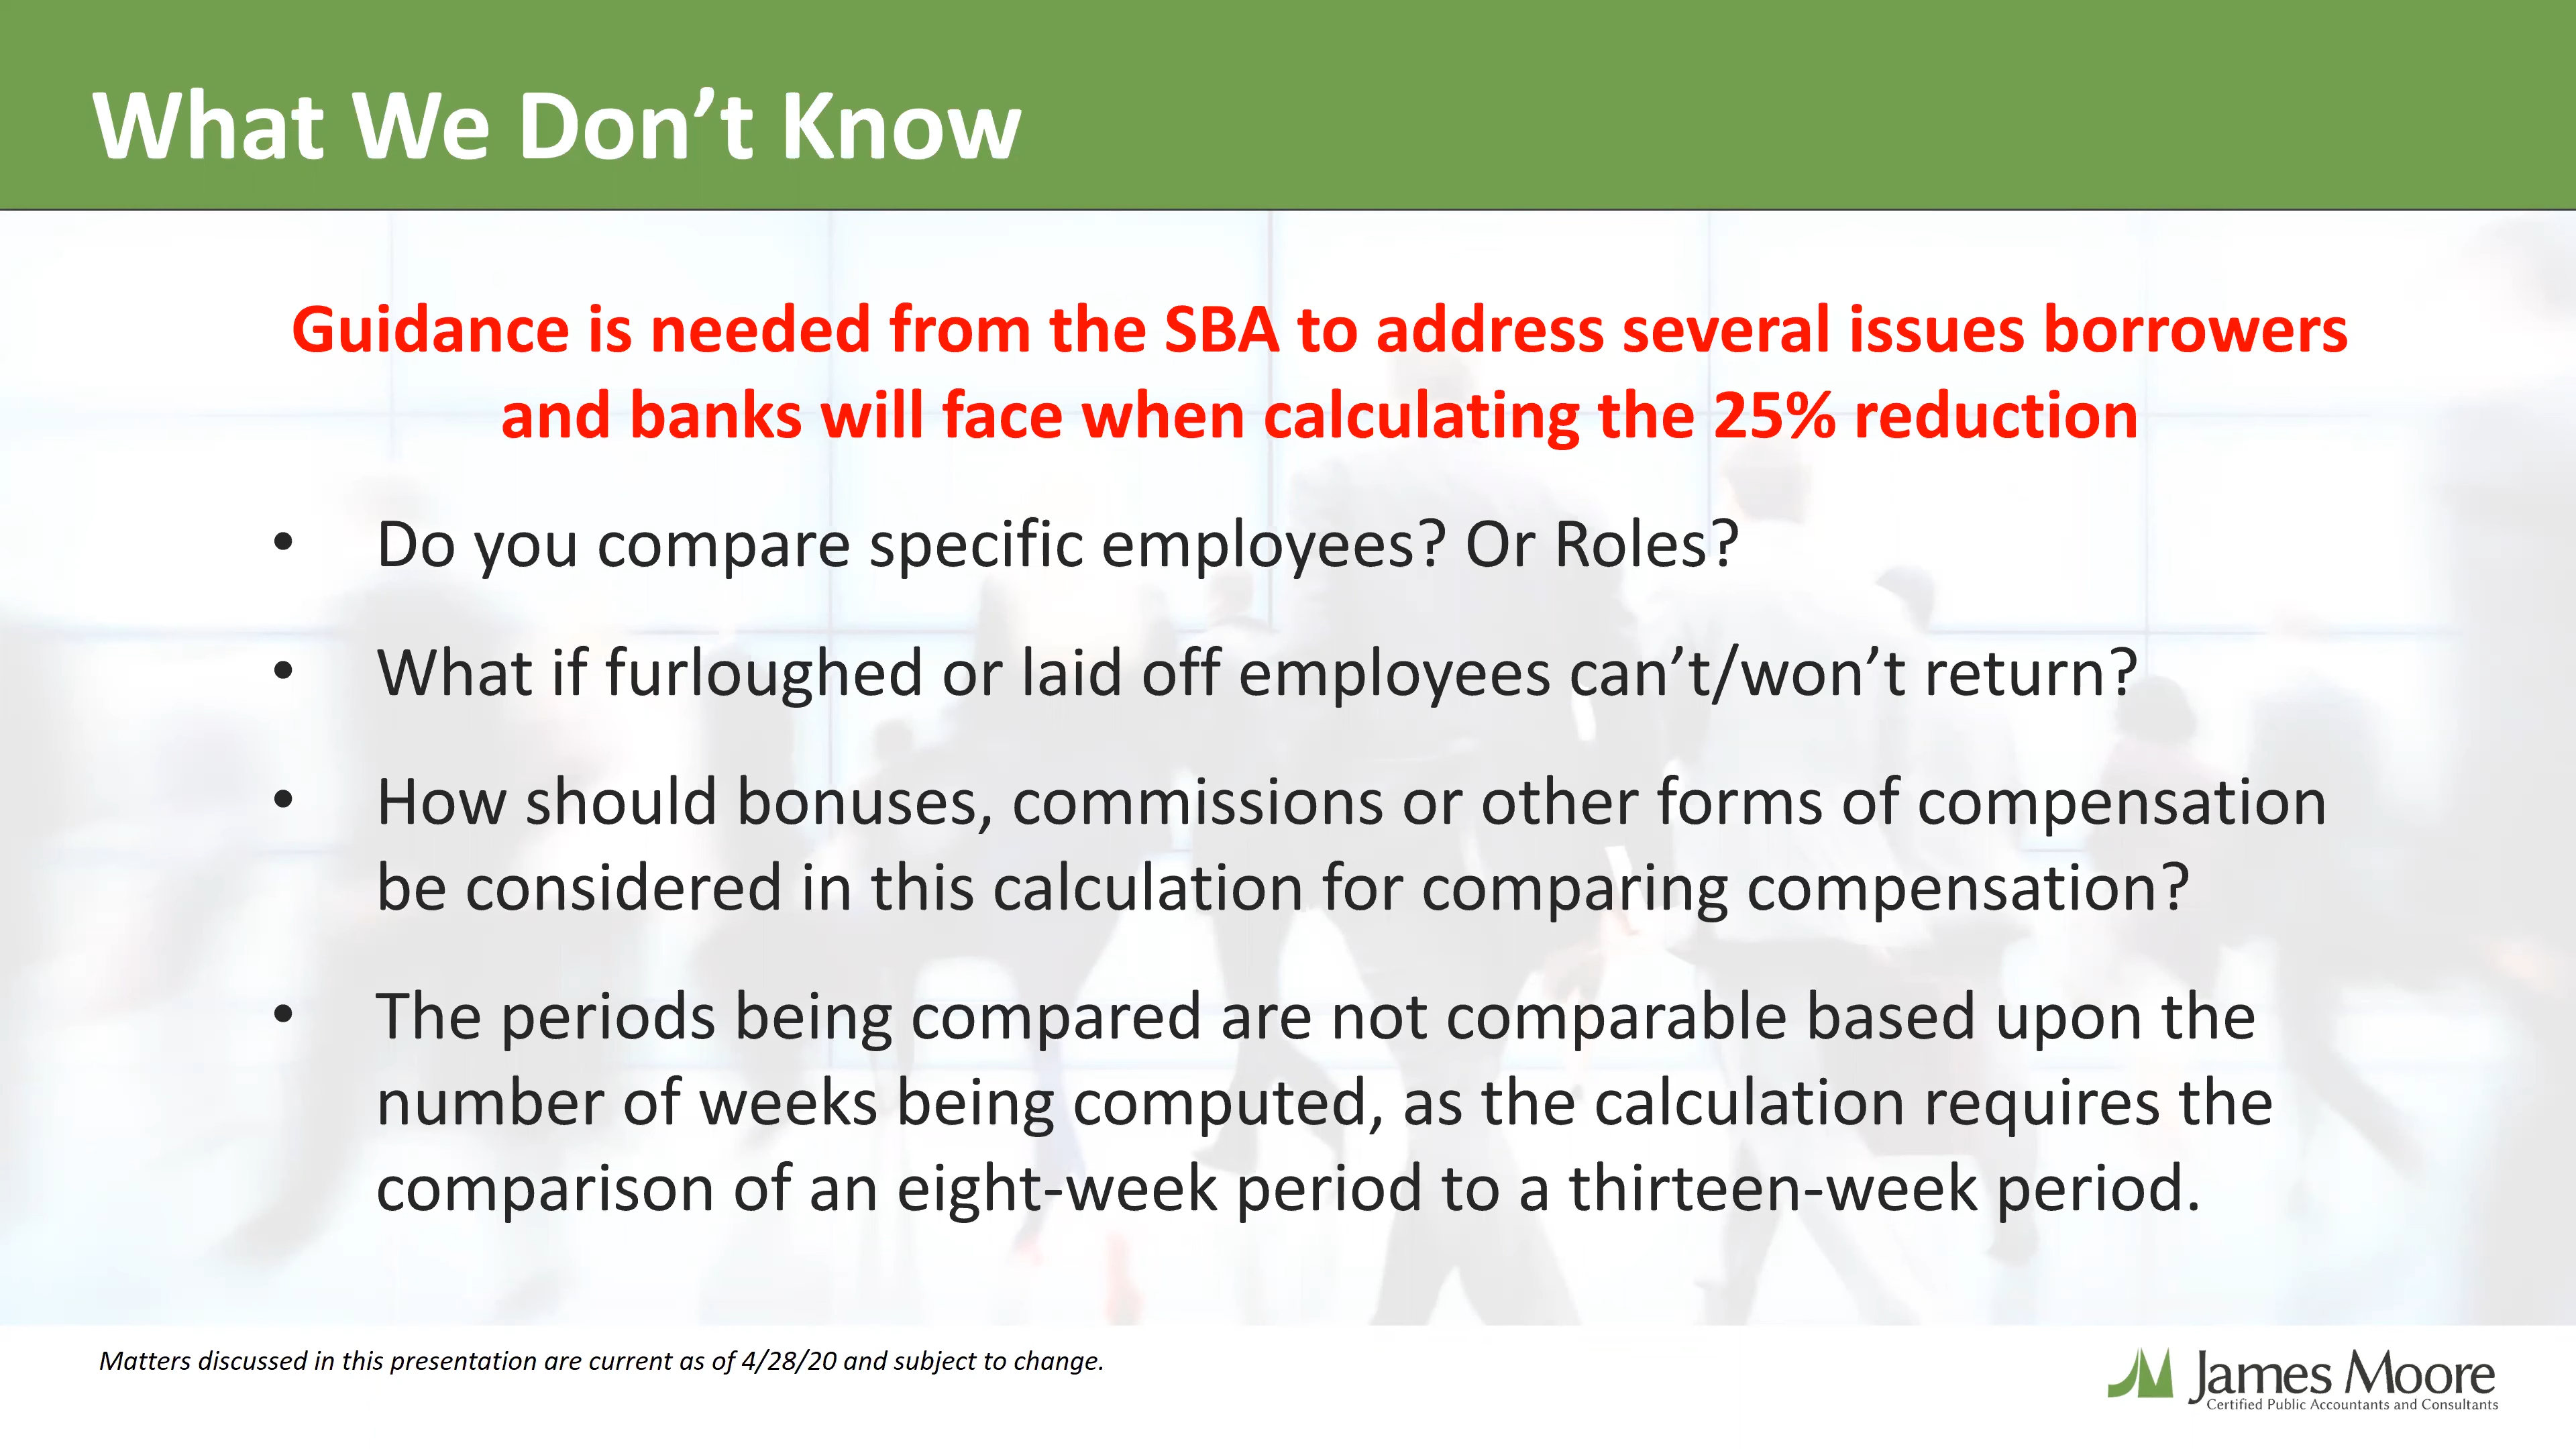 What We Don’t Know
Guidance is needed from the SBA to address several issues borrowers
and banks will face when calculating the 25% reduction
• Do you compare specific employees? Or Roles?
• What if furloughed or laid off employees can’t/won’t return?
• How should bonuses, commissions or other forms of compensation
be considered in this calculation for comparing compensation?
• The periods being compared are not comparable based upon the
number of weeks being computed, as the calculation requires the
comparison of an eight-week period to a thirteen-week period.
Matters discussed in this presentation are current as of 4/28/20 and subject to change.
James Moore
Certified Public Accountants and Consultants